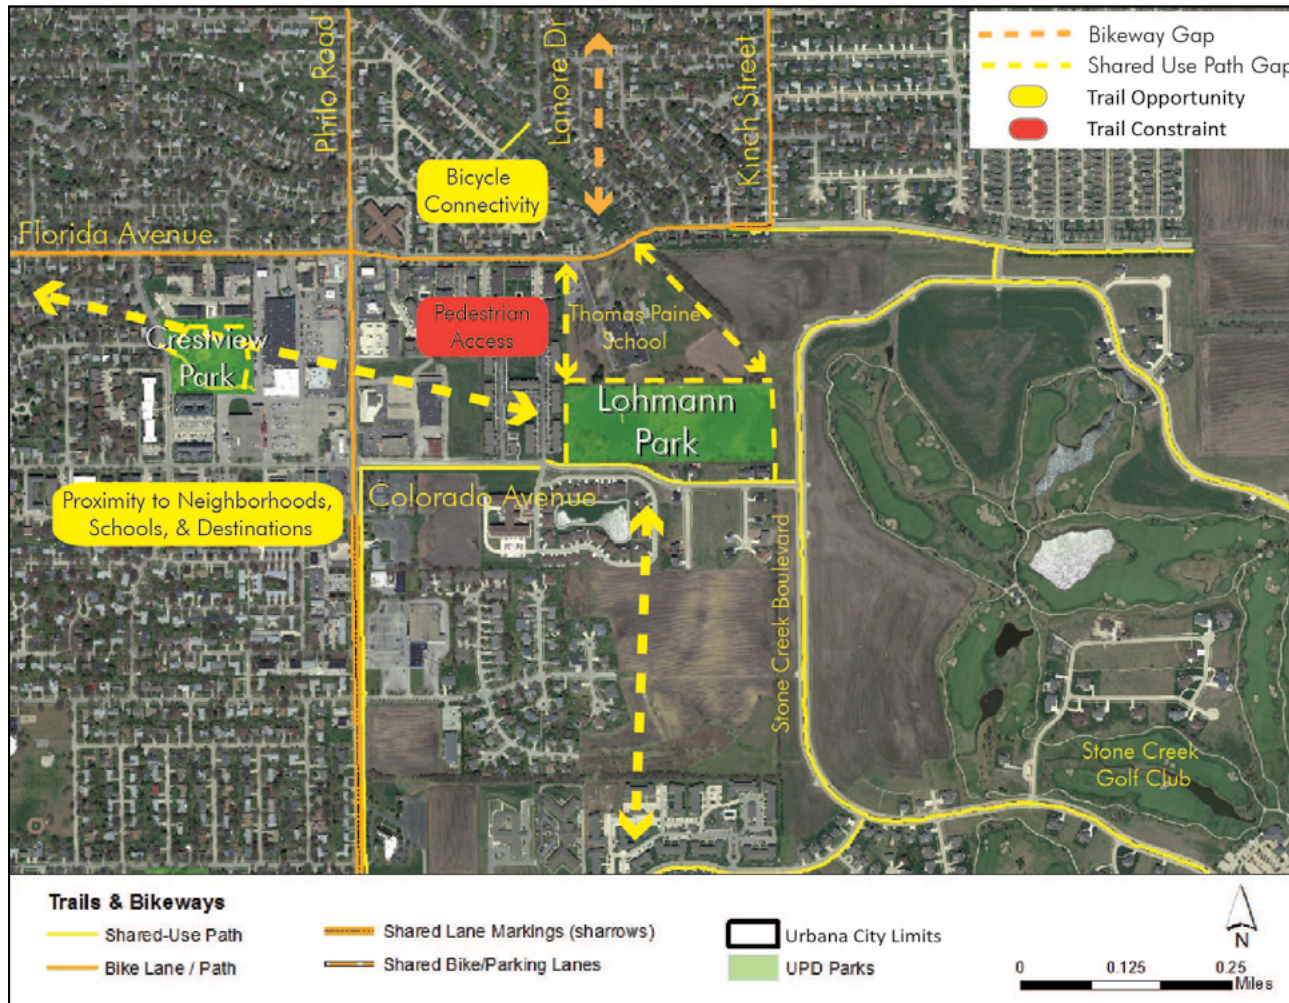 Philo Road
Lanore Dr
Kinch Street
Bikeway Gap
Shared Use Path Gap
Trail Opportunity
Trail Constraint
Bicycle
Connectivity
Florida Avenue
Pedestrian
Access
Thomas Paine
School
Crestview
Park
Lohmann
Park
Colorado Avenue
Proximity to Neighborhoods,
Schools, & Destinations
Stone Creek Boulevard
Stone Creek
Golf Club
Trails & Bikeways
Shared-Use Path
Bike Lane / Path
Shared Lane Markings (sharrows)
Shared Bike/Parking Lanes
Urbana City Limits
UPD Parks
N
0 0.125 0.25
Miles